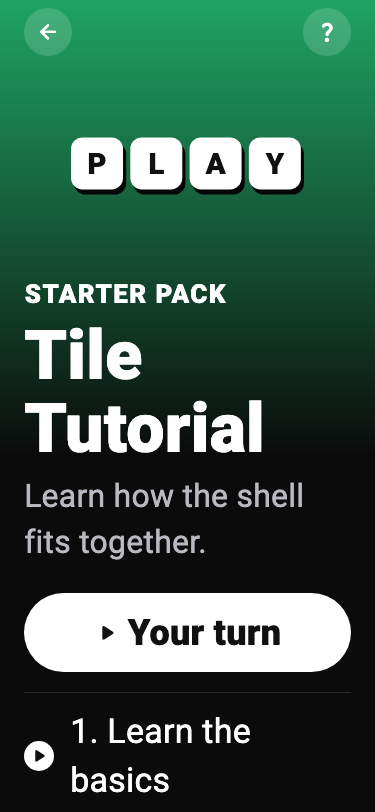 ?
P L A Y
STARTER PACK
Tile
Tutorial
Learn how the shell
fits together.
Your turn
1. Learn the
basics